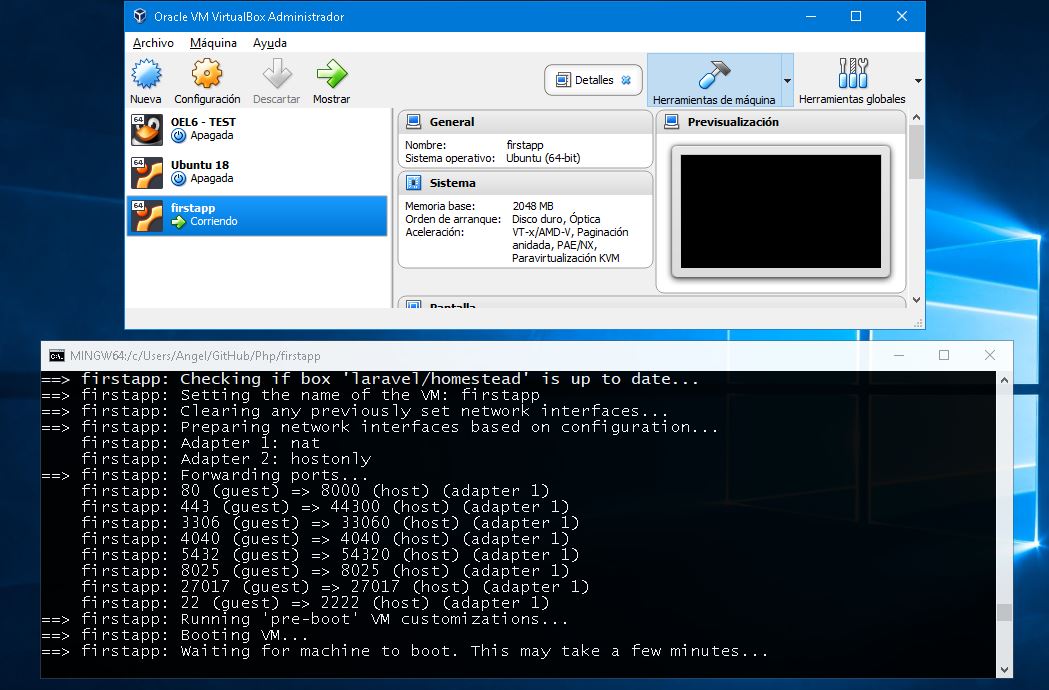 Oracle VM VirtualBox Administrador
Archivo Máquina Ayuda
Nueva Configuración Descartar Mostrar
Detalles
Herramientas de máquina
Herramientas globales
64
OEL6 - TEST
Apagada
64
Ubuntu 18
Apagada
64
firstapp
Corriendo
General
Nombre: firstapp
Sistema operativo: Ubuntu (64-bit)
Sistema
Memoria base: 2048 MB
Orden de arranque: Disco duro, Óptica
Aceleración: VT-x/AMD-V, Paginación
anidada, PAE/NX,
Paravirtualización KVM
Pantalla
Previsualización
MINGW64:/c/Users/Angel/GitHub/Php/firstapp
==> firstapp: Checking if box 'laravel/homestead' is up to date...
==> firstapp: Setting the name of the VM: firstapp
==> firstapp: Clearing any previously set network interfaces...
==> firstapp: Preparing network interfaces based on configuration...
firstapp: Adapter 1: nat
firstapp: Adapter 2: hostonly
==> firstapp: Forwarding ports...
firstapp: 80 (guest) => 8000 (host) (adapter 1)
firstapp: 443 (guest) => 44300 (host) (adapter 1)
firstapp: 3306 (guest) => 33060 (host) (adapter 1)
firstapp: 4040 (guest) => 4040 (host) (adapter 1)
firstapp: 5432 (guest) => 54320 (host) (adapter 1)
firstapp: 8025 (guest) => 8025 (host) (adapter 1)
firstapp: 27017 (guest) => 27017 (host) (adapter 1)
firstapp: 22 (guest) => 2222 (host) (adapter 1)
==> firstapp: Running 'pre-boot' VM customizations...
==> firstapp: Booting VM...
==> firstapp: Waiting for machine to boot. This may take a few minutes...